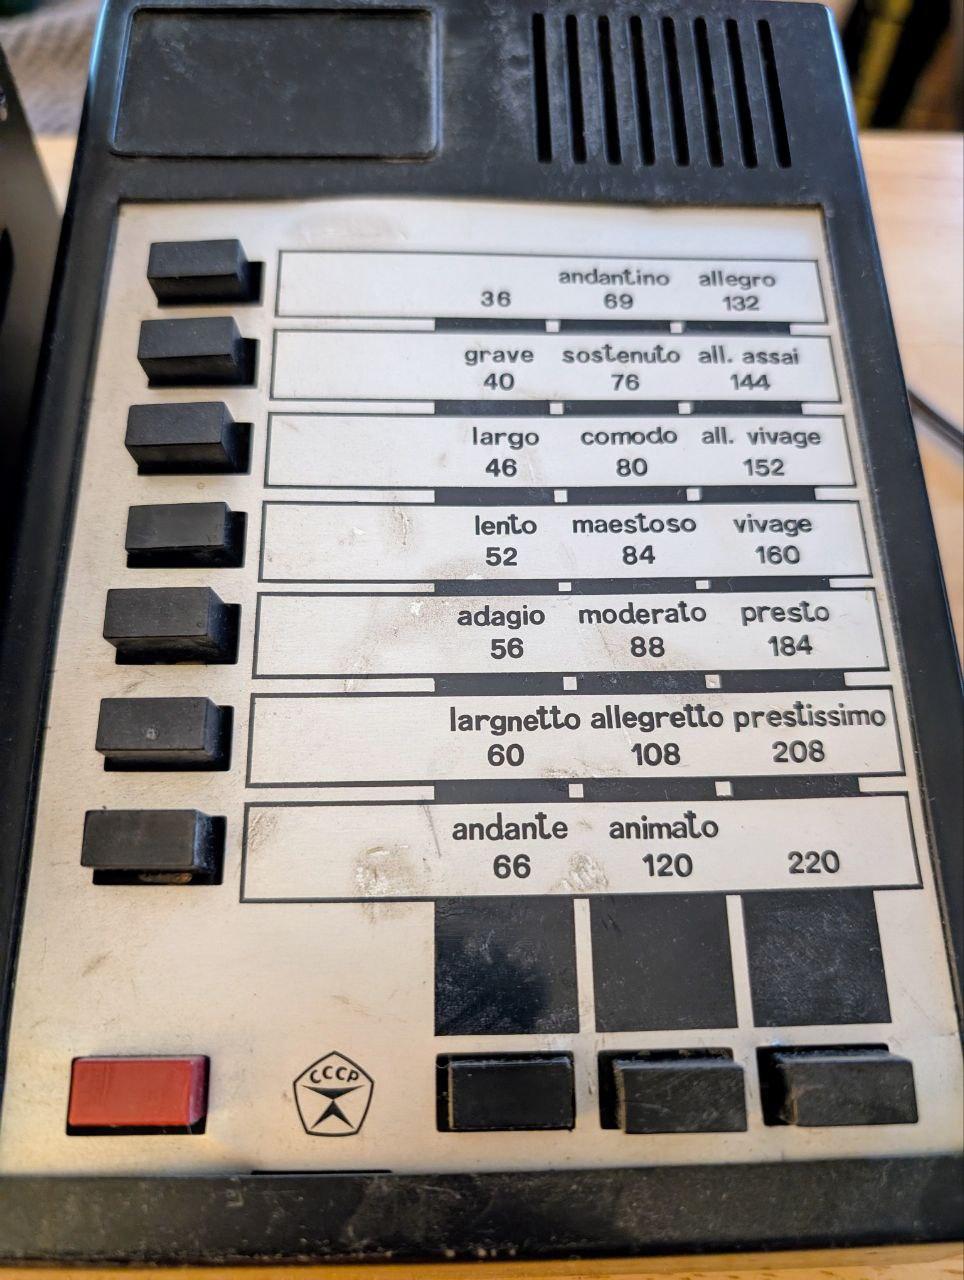 andantino allegro
36 69 132
grave sostenuto all. assai
40 76 144
largo comodo all. vivage
46 80 152
lento maestoso vivage
52 84 160
adagio moderato presto
56 88 184
largnetto allegretto prestissimo
60 108 208
andante animato
66 120 220
СССР